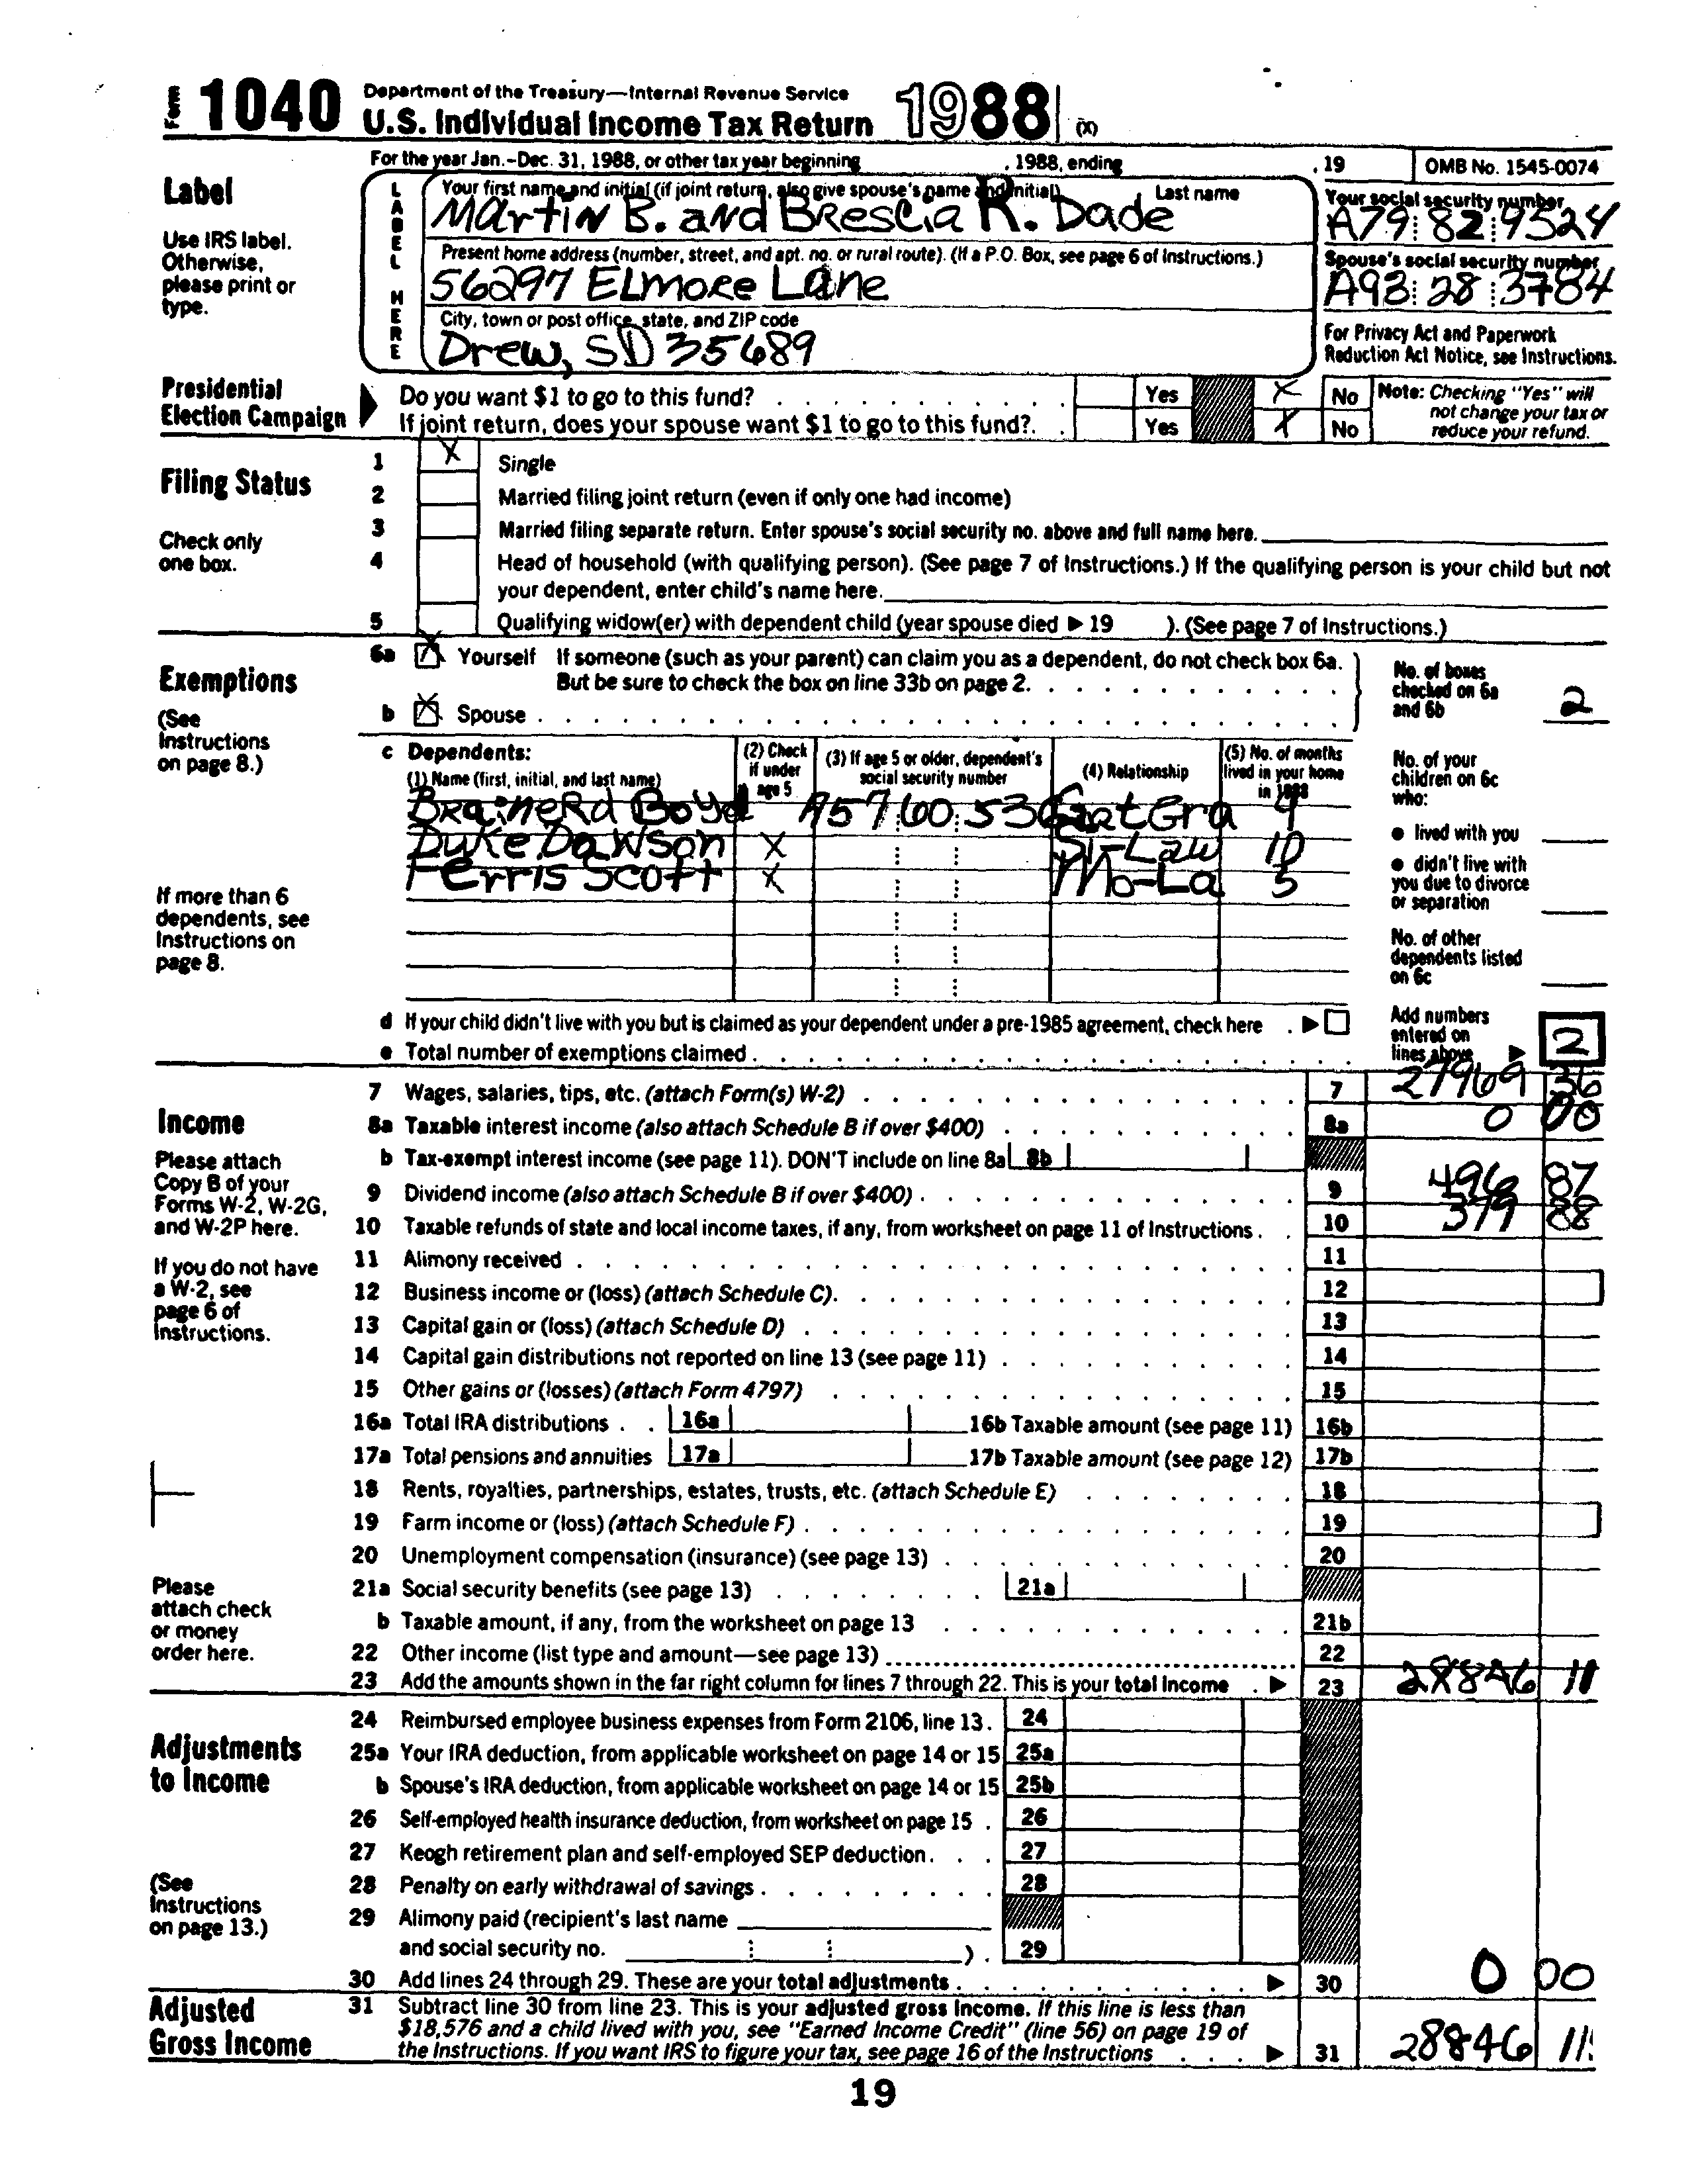 Form 1040 Department of the Treasury—Internal Revenue Service
U.S. Individual Income Tax Return 1988 (X)
For the year Jan.–Dec. 31, 1988, or other tax year beginning , 1988, ending , 19 OMB No. 1545-0074
Label
Use IRS label.
Otherwise,
please print or
type.
LABEL HERE
Your first name and initial (if joint return, also give spouse's name and initial) Last name
Martin B. and Brescia R. Dade
Your social security number
A79 82 9524
Present home address (number, street, and apt. no. or rural route). (If a P.O. Box, see page 6 of Instructions.)
56297 Elmore Lane
Spouse's social security number
A93 28 3784
City, town or post office, state, and ZIP code
Drew, SD 35689
For Privacy Act and Paperwork
Reduction Act Notice, see Instructions.
Presidential
Election Campaign
Do you want $1 to go to this fund? Yes X No
If joint return, does your spouse want $1 to go to this fund?. Yes X No
Note: Checking "Yes" will
not change your tax or
reduce your refund.
Filing Status
Check only
one box.
1 X Single
2 Married filing joint return (even if only one had income)
3 Married filing separate return. Enter spouse's social security no. above and full name here.
4 Head of household (with qualifying person). (See page 7 of Instructions.) If the qualifying person is your child but not
your dependent, enter child's name here.
5 Qualifying widow(er) with dependent child (year spouse died ▶ 19 ). (See page 7 of Instructions.)
Exemptions
(See
Instructions
on page 8.)
6a X Yourself If someone (such as your parent) can claim you as a dependent, do not check box 6a.
But be sure to check the box on line 33b on page 2.
b X Spouse
No. of boxes
checked on 6a
and 6b 2
c Dependents:
(1) Name (first, initial, and last name)
(2) Check
if under
age 5
(3) If age 5 or older, dependent's
social security number
(4) Relationship
(5) No. of months
lived in your home
in 1988
Brainerd Boyd A57 60 536 GatGra 4
Duke Dawson X SI-Law 10
Ferris Scott X Mo-La 5
If more than 6
dependents, see
Instructions on
page 8.
No. of your
children on 6c
who:
● lived with you
● didn't live with
you due to divorce
or separation
No. of other
dependents listed
on 6c
d If your child didn't live with you but is claimed as your dependent under a pre-1985 agreement, check here . ▶
e Total number of exemptions claimed
Add numbers
entered on
lines above ▶ 2
Income
Please attach
Copy B of your
Forms W-2, W-2G,
and W-2P here.
If you do not have
a W-2, see
page 6 of
Instructions.
7 Wages, salaries, tips, etc. (attach Form(s) W-2) 7 27969 36
8a Taxable interest income (also attach Schedule B if over $400) 8a 0 00
b Tax-exempt interest income (see page 11). DON'T include on line 8a 8b
9 Dividend income (also attach Schedule B if over $400) 9 496 87
10 Taxable refunds of state and local income taxes, if any, from worksheet on page 11 of Instructions 10 379 88
11 Alimony received 11
12 Business income or (loss) (attach Schedule C). 12
13 Capital gain or (loss) (attach Schedule D) 13
14 Capital gain distributions not reported on line 13 (see page 11) 14
15 Other gains or (losses) (attach Form 4797) 15
16a Total IRA distributions 16a 16b Taxable amount (see page 11) 16b
17a Total pensions and annuities 17a 17b Taxable amount (see page 12) 17b
18 Rents, royalties, partnerships, estates, trusts, etc. (attach Schedule E) 18
19 Farm income or (loss) (attach Schedule F) 19
20 Unemployment compensation (insurance) (see page 13) 20
Please
attach check
or money
order here.
21a Social security benefits (see page 13) 21a
b Taxable amount, if any, from the worksheet on page 13 21b
22 Other income (list type and amount—see page 13) 22
23 Add the amounts shown in the far right column for lines 7 through 22. This is your total income ▶ 23 28846 11
Adjustments
to Income
(See
Instructions
on page 13.)
24 Reimbursed employee business expenses from Form 2106, line 13. 24
25a Your IRA deduction, from applicable worksheet on page 14 or 15 25a
b Spouse's IRA deduction, from applicable worksheet on page 14 or 15 25b
26 Self-employed health insurance deduction, from worksheet on page 15 26
27 Keogh retirement plan and self-employed SEP deduction 27
28 Penalty on early withdrawal of savings 28
29 Alimony paid (recipient's last name
and social security no. ) . 29
30 Add lines 24 through 29. These are your total adjustments ▶ 30 0 00
Adjusted
Gross Income
31 Subtract line 30 from line 23. This is your adjusted gross income. If this line is less than
$18,576 and a child lived with you, see "Earned Income Credit" (line 56) on page 19 of
the Instructions. If you want IRS to figure your tax, see page 16 of the Instructions ▶ 31 28846 11
19